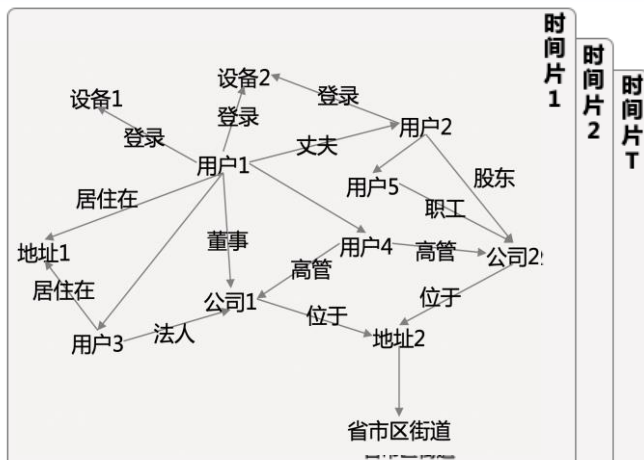 时间片1
时间片2
时间片T
设备2
设备1
登录
登录
登录
用户2
丈夫
用户1
股东
用户5
居住在
职工
董事
地址1
用户4
高管
公司2
高管
居住在
公司1
位于
位于
用户3
法人
地址2
省市区街道